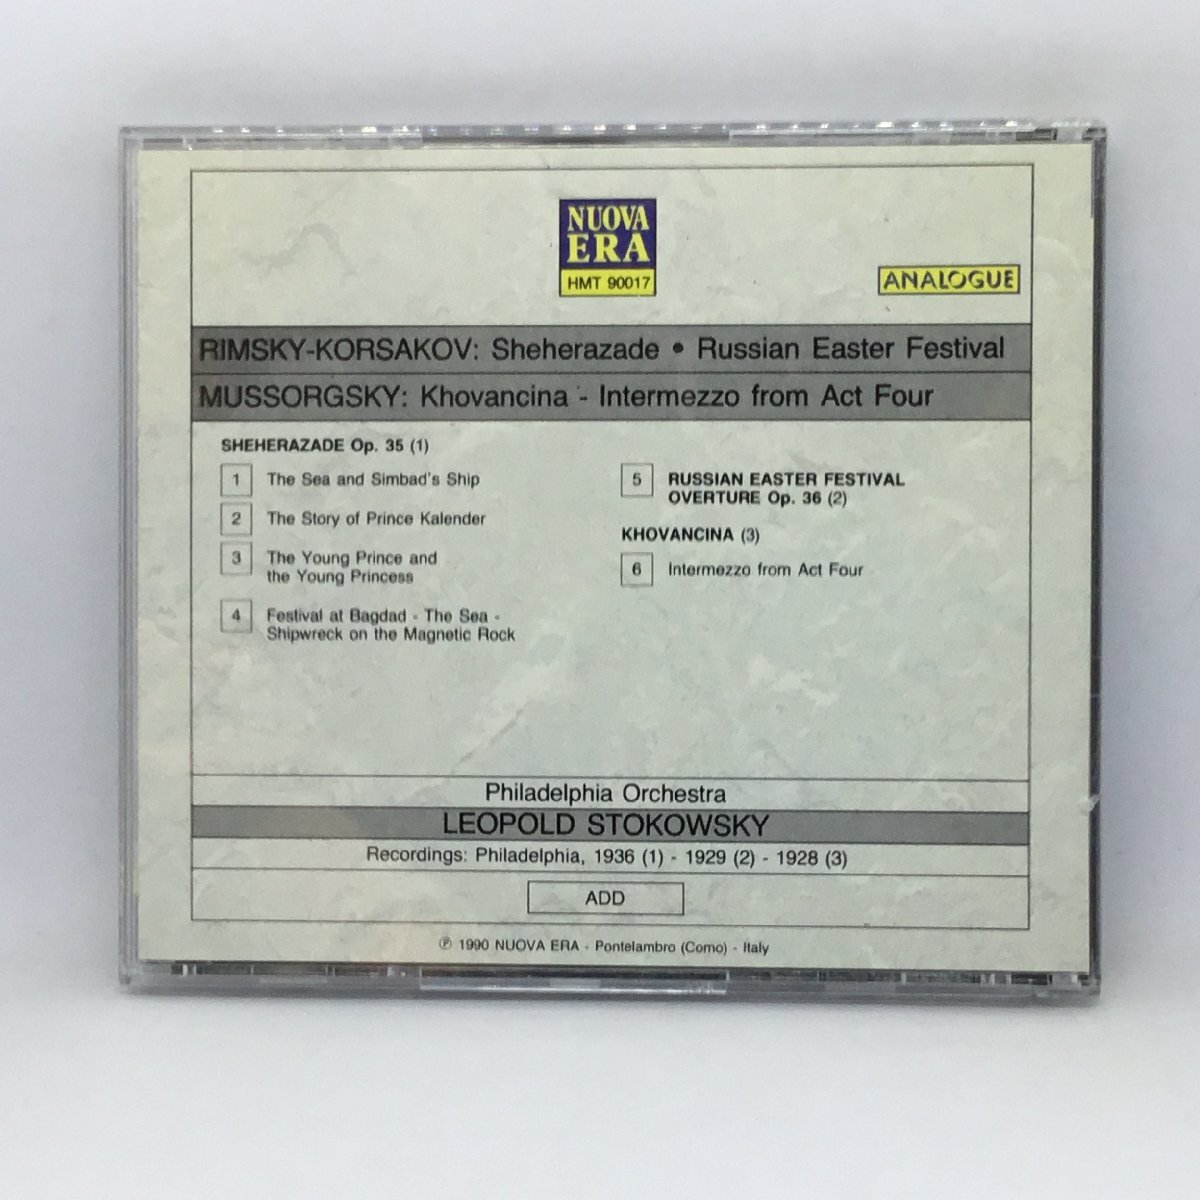 NUOVA
ERA
HMT 90017
ANALOGUE
RIMSKY-KORSAKOV: Sheherazade • Russian Easter Festival
MUSSORGSKY: Khovancina - Intermezzo from Act Four
SHEHERAZADE Op. 35 (1)
1 The Sea and Simbad's Ship
2 The Story of Prince Kalender
3 The Young Prince and
the Young Princess
4 Festival at Bagdad - The Sea -
Shipwreck on the Magnetic Rock
5 RUSSIAN EASTER FESTIVAL
OVERTURE Op. 36 (2)
KHOVANCINA (3)
6 Intermezzo from Act Four
Philadelphia Orchestra
LEOPOLD STOKOWSKY
Recordings: Philadelphia, 1936 (1) - 1929 (2) - 1928 (3)
ADD
℗ 1990 NUOVA ERA - Pontelambro (Como) - Italy